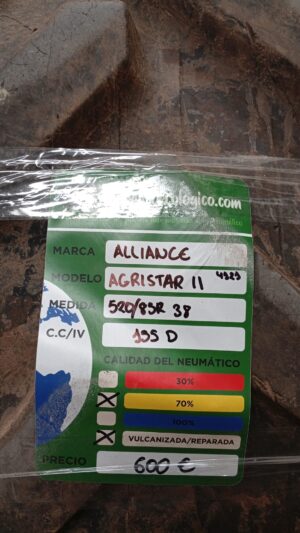 ológico.com
MARCA ALLIANCE
MODELO AGRISTAR II 4323
MEDIDA 520/85R 38
C.C/IV 155 D
CALIDAD DEL NEUMÁTICO
30%
70%
100%
VULCANIZADA/REPARADA
PRECIO 600 €